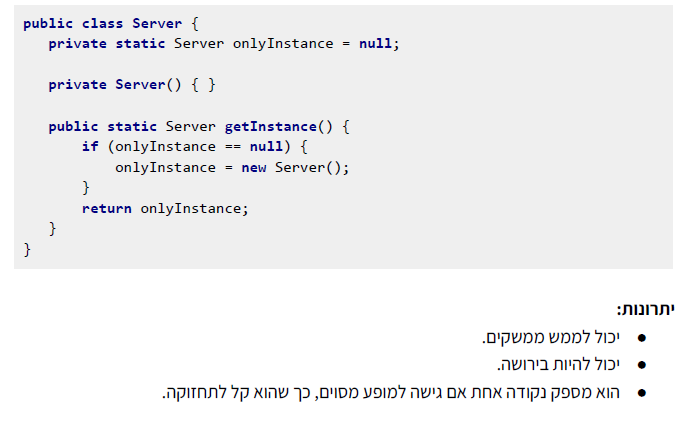 public class Server {
private static Server onlyInstance = null;
private Server() { }
public static Server getInstance() {
if (onlyInstance == null) {
onlyInstance = new Server();
}
return onlyInstance;
}
}
יתרונות:
● יכול לממש ממשקים.
● יכול להיות בירושה.
● הוא מספק נקודה אחת אם גישה למופע מסוים, כך שהוא קל לתחזוקה.